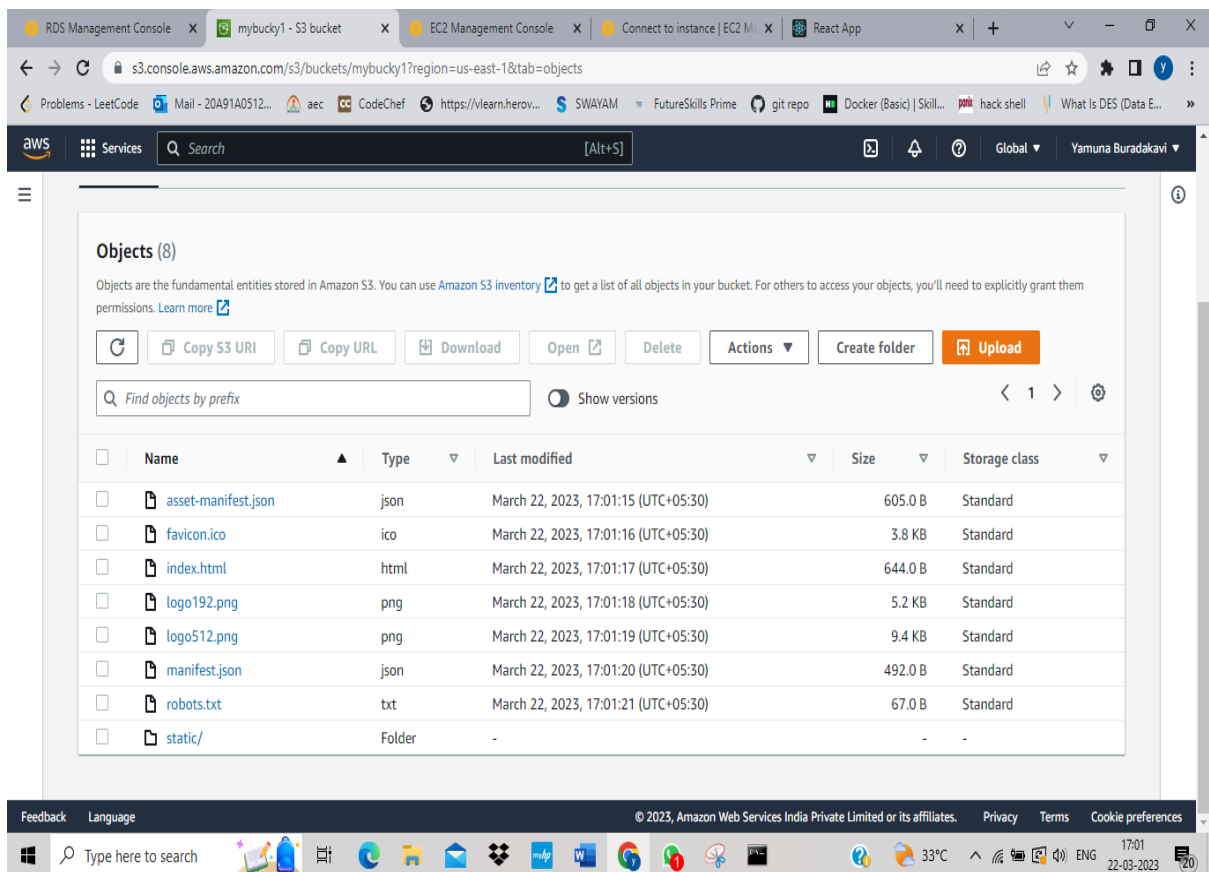 RDS Management Console X mybucky1 - S3 bucket X EC2 Management Console X Connect to instance | EC2 Ma X React App X +
s3.console.aws.amazon.com/s3/buckets/mybucky1?region=us-east-1&tab=objects
Problems - LeetCode Mail - 20A91A0512... aec CodeChef https://vlearn.herov... SWAYAM FutureSkills Prime git repo Docker (Basic) | Skill... hack shell What Is DES (Data E... »
aws Services Search [Alt+S] Global ▼ Yamuna Buradakavi ▼
Objects (8)
Objects are the fundamental entities stored in Amazon S3. You can use Amazon S3 inventory to get a list of all objects in your bucket. For others to access your objects, you'll need to explicitly grant them
permissions. Learn more
Copy S3 URI Copy URL Download Open Delete Actions ▼ Create folder Upload
Find objects by prefix Show versions < 1 >
Name Type Last modified Size Storage class
asset-manifest.json json March 22, 2023, 17:01:15 (UTC+05:30) 605.0 B Standard
favicon.ico ico March 22, 2023, 17:01:16 (UTC+05:30) 3.8 KB Standard
index.html html March 22, 2023, 17:01:17 (UTC+05:30) 644.0 B Standard
logo192.png png March 22, 2023, 17:01:18 (UTC+05:30) 5.2 KB Standard
logo512.png png March 22, 2023, 17:01:19 (UTC+05:30) 9.4 KB Standard
manifest.json json March 22, 2023, 17:01:20 (UTC+05:30) 492.0 B Standard
robots.txt txt March 22, 2023, 17:01:21 (UTC+05:30) 67.0 B Standard
static/ Folder - - -
Feedback Language © 2023, Amazon Web Services India Private Limited or its affiliates. Privacy Terms Cookie preferences
Type here to search 33°C ENG 17:01
22-03-2023 20